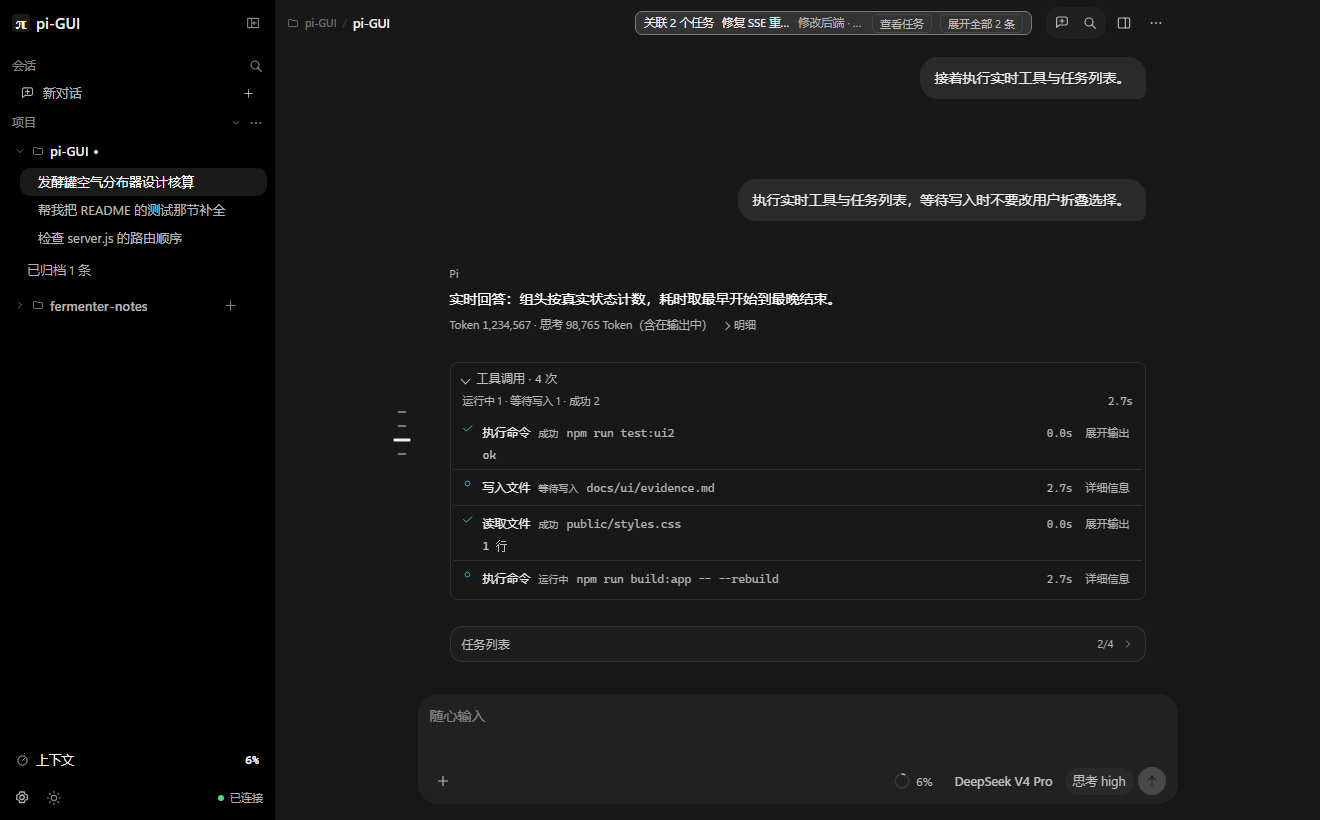 π pi-GUI
会话
新对话
项目
pi-GUI
发酵罐空气分布器设计核算
帮我把 README 的测试那节补全
检查 server.js 的路由顺序
已归档 1 条
fermenter-notes
上下文 6%
已连接
pi-GUI / pi-GUI
关联 2 个任务 修复 SSE 重... 修改后端 · ... 查看任务 展开全部 2 条
接着执行实时工具与任务列表。
执行实时工具与任务列表，等待写入时不要改用户折叠选择。
Pi
实时回答：组头按真实状态计数，耗时取最早开始到最晚结束。
Token 1,234,567 · 思考 98,765 Token（含在输出中） 明细
工具调用 · 4 次
运行中 1 · 等待写入 1 · 成功 2 2.7s
执行命令 成功 npm run test:ui2 0.0s 展开输出
ok
写入文件 等待写入 docs/ui/evidence.md 2.7s 详细信息
读取文件 成功 public/styles.css 0.0s 展开输出
1 行
执行命令 运行中 npm run build:app -- --rebuild 2.7s 详细信息
任务列表 2/4
随心输入
6% DeepSeek V4 Pro 思考 high